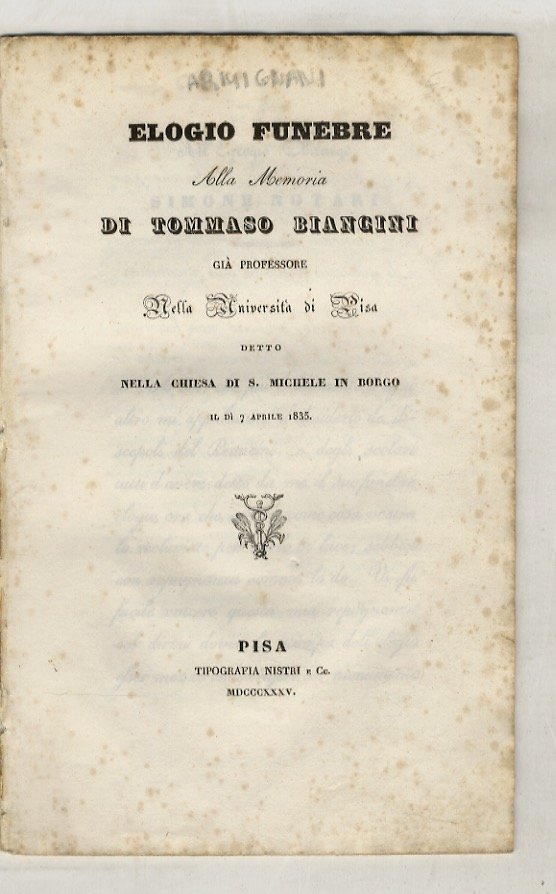 ARMIGNANI
ELOGIO FUNEBRE
Alla Memoria
DI TOMMASO BIANCINI
GIÀ PROFESSORE
Nella Università di Pisa
DETTO
NELLA CHIESA DI S. MICHELE IN BORGO
IL DÌ 7 APRILE 1835.
PISA
TIPOGRAFIA NISTRI E Cc.
MDCCCXXXV.